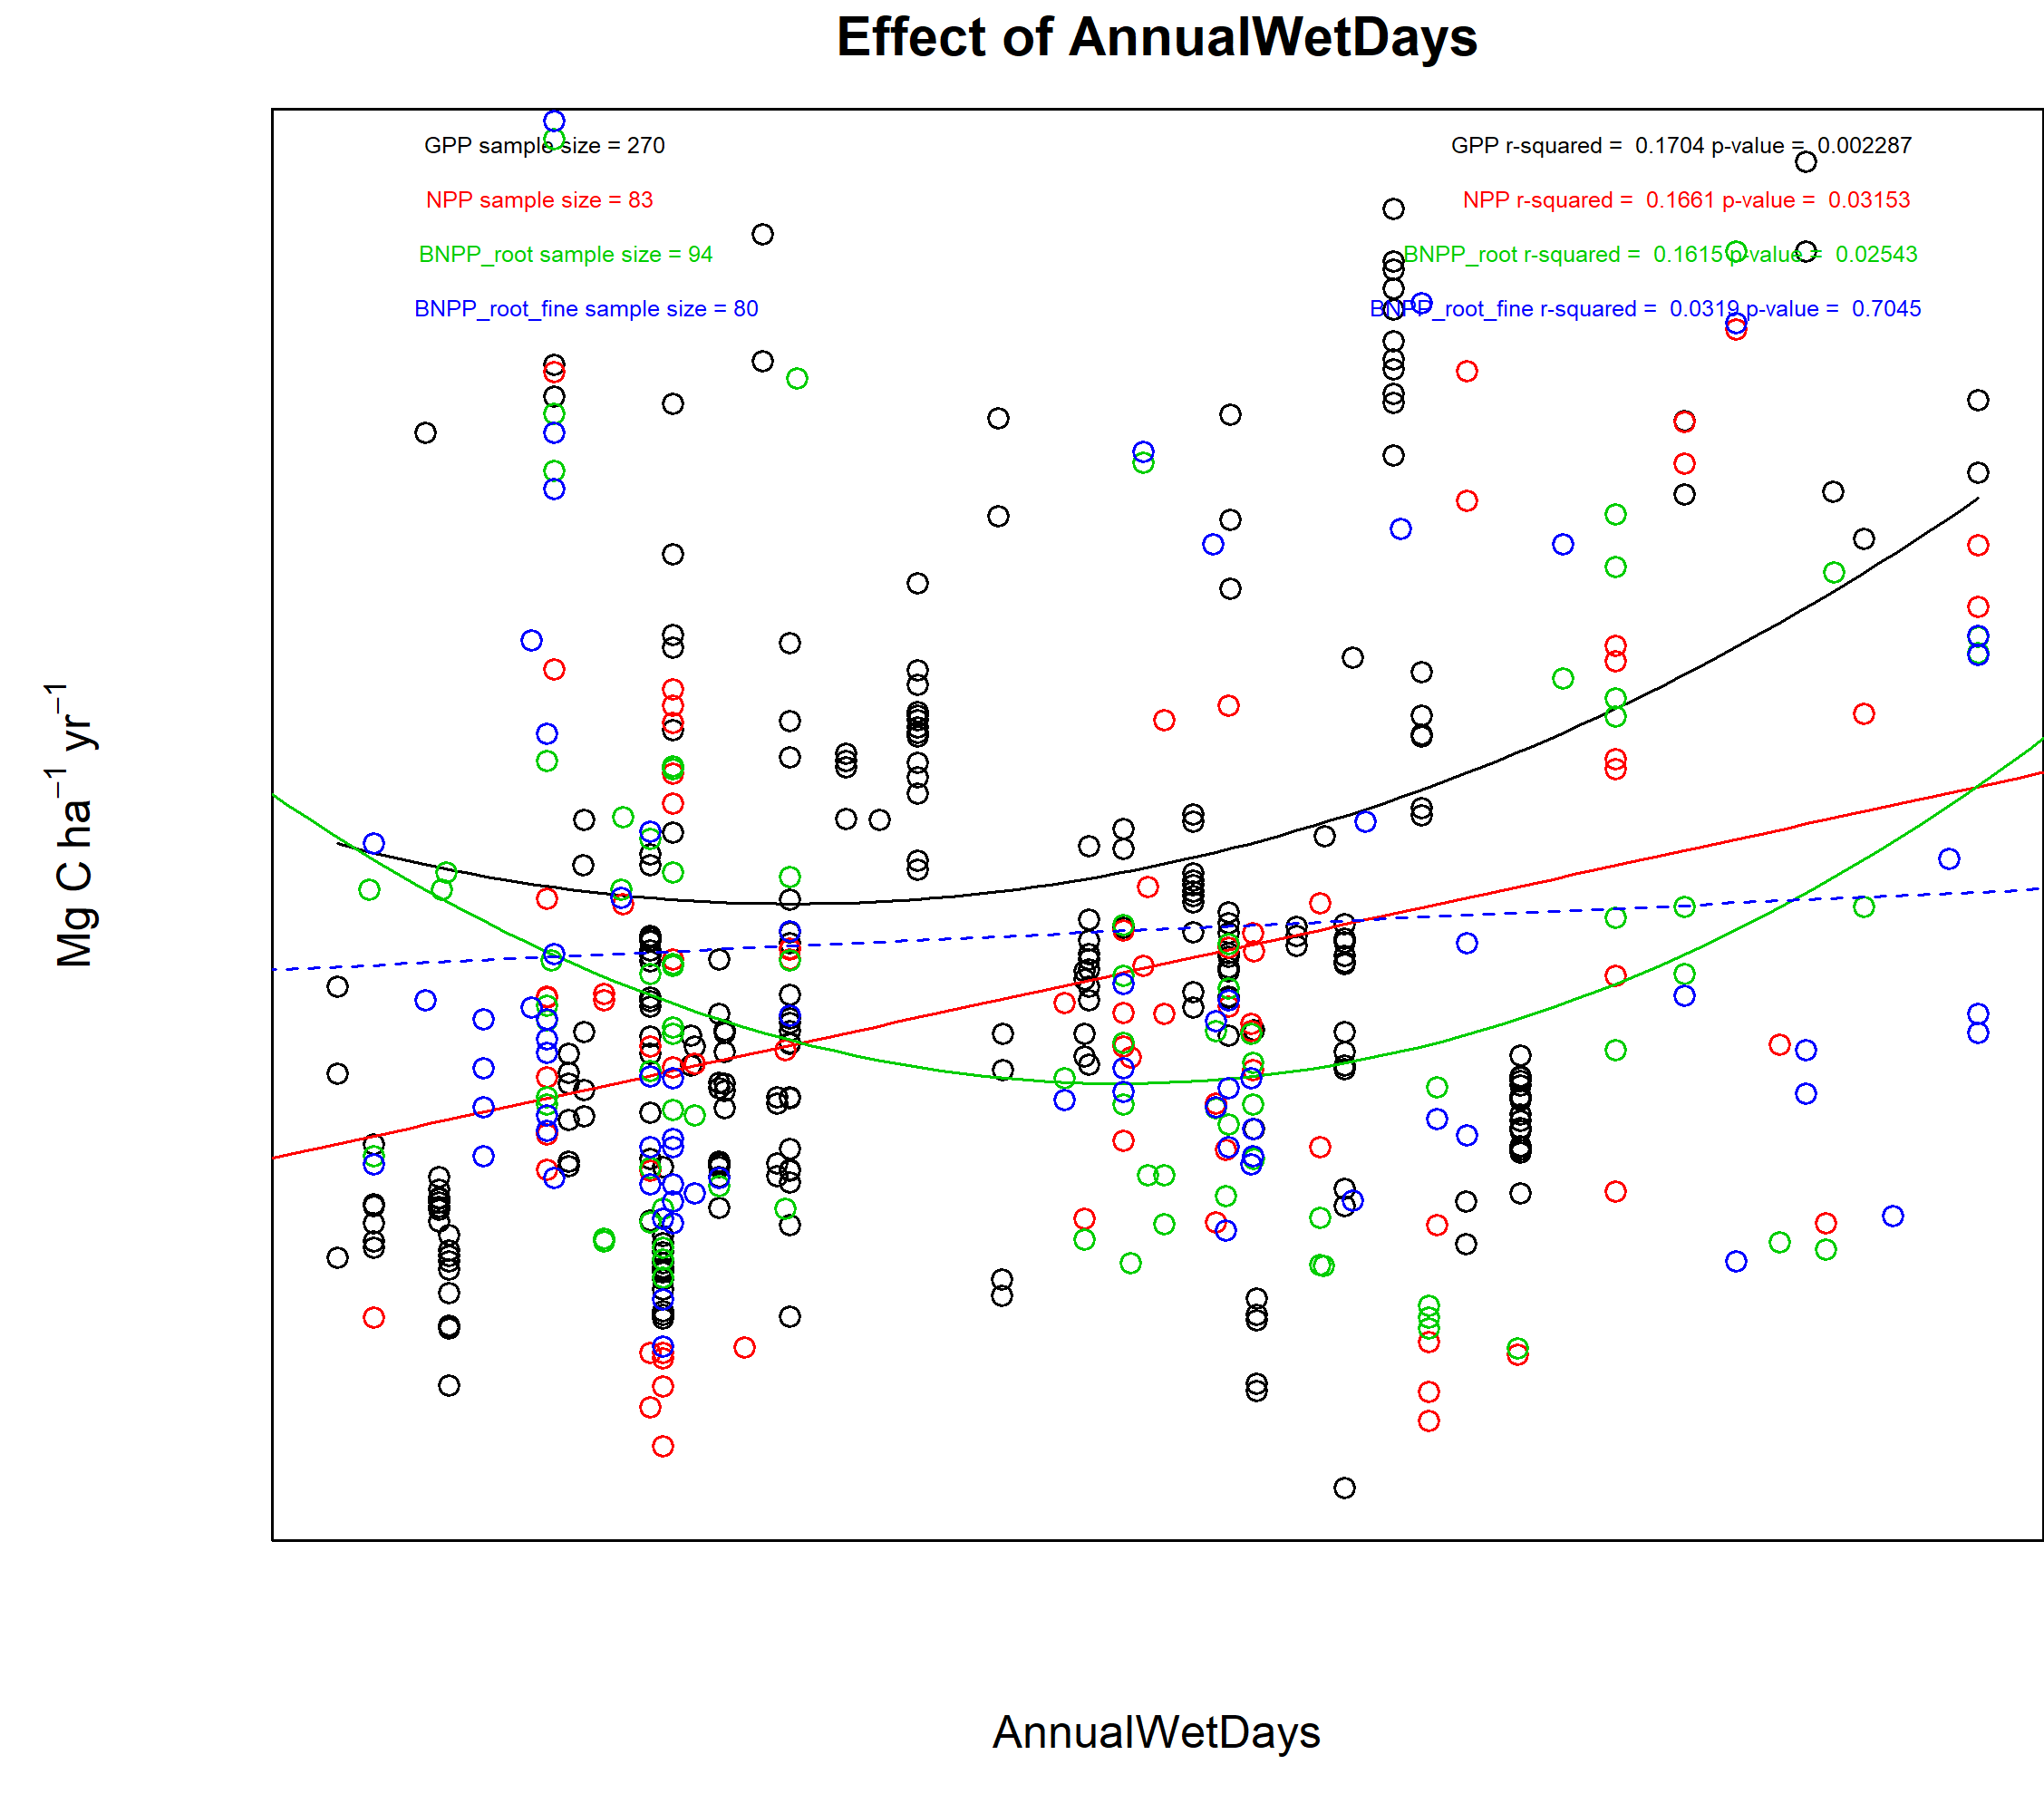 Effect of AnnualWetDays
GPP sample size = 270
GPP r-squared =  0.1704 p-value =  0.002287
NPP sample size = 83
NPP r-squared =  0.1661 p-value =  0.03153
BNPP_root sample size = 94
BNPP_root r-squared =  0.1615 p-value =  0.02543
BNPP_root_fine sample size = 80
BNPP_root_fine r-squared =  0.0319 p-value =  0.7045
Mg C ha⁻¹ yr⁻¹
AnnualWetDays